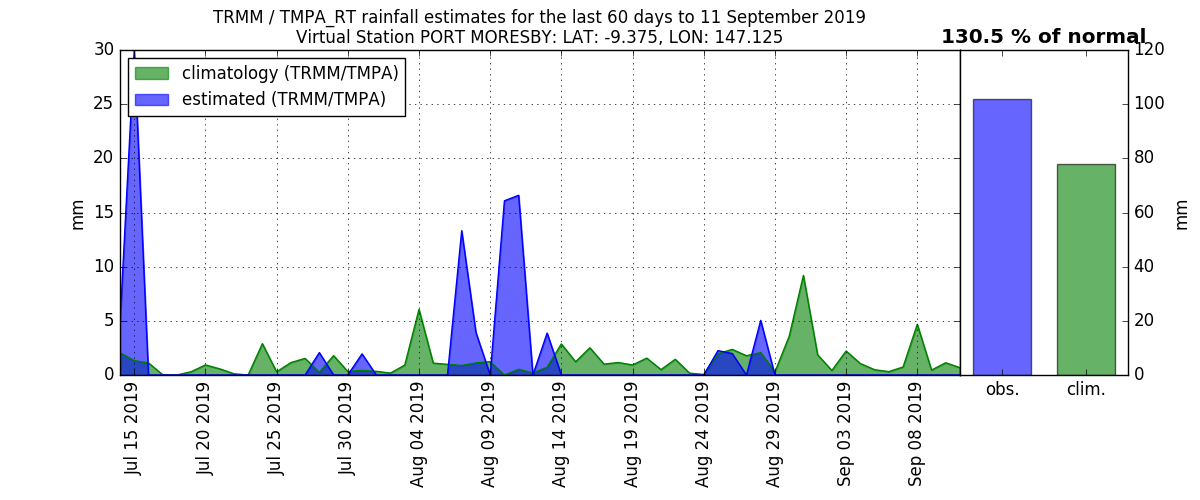 TRMM / TMPA_RT rainfall estimates for the last 60 days to 11 September 2019
Virtual Station PORT MORESBY: LAT: -9.375, LON: 147.125
130.5 % of normal
climatology (TRMM/TMPA)
estimated (TRMM/TMPA)
30
25
20
15
10
5
0
mm
Jul 15 2019
Jul 20 2019
Jul 25 2019
Jul 30 2019
Aug 04 2019
Aug 09 2019
Aug 14 2019
Aug 19 2019
Aug 24 2019
Aug 29 2019
Sep 03 2019
Sep 08 2019
obs.
clim.
120
100
80
60
40
20
0
mm